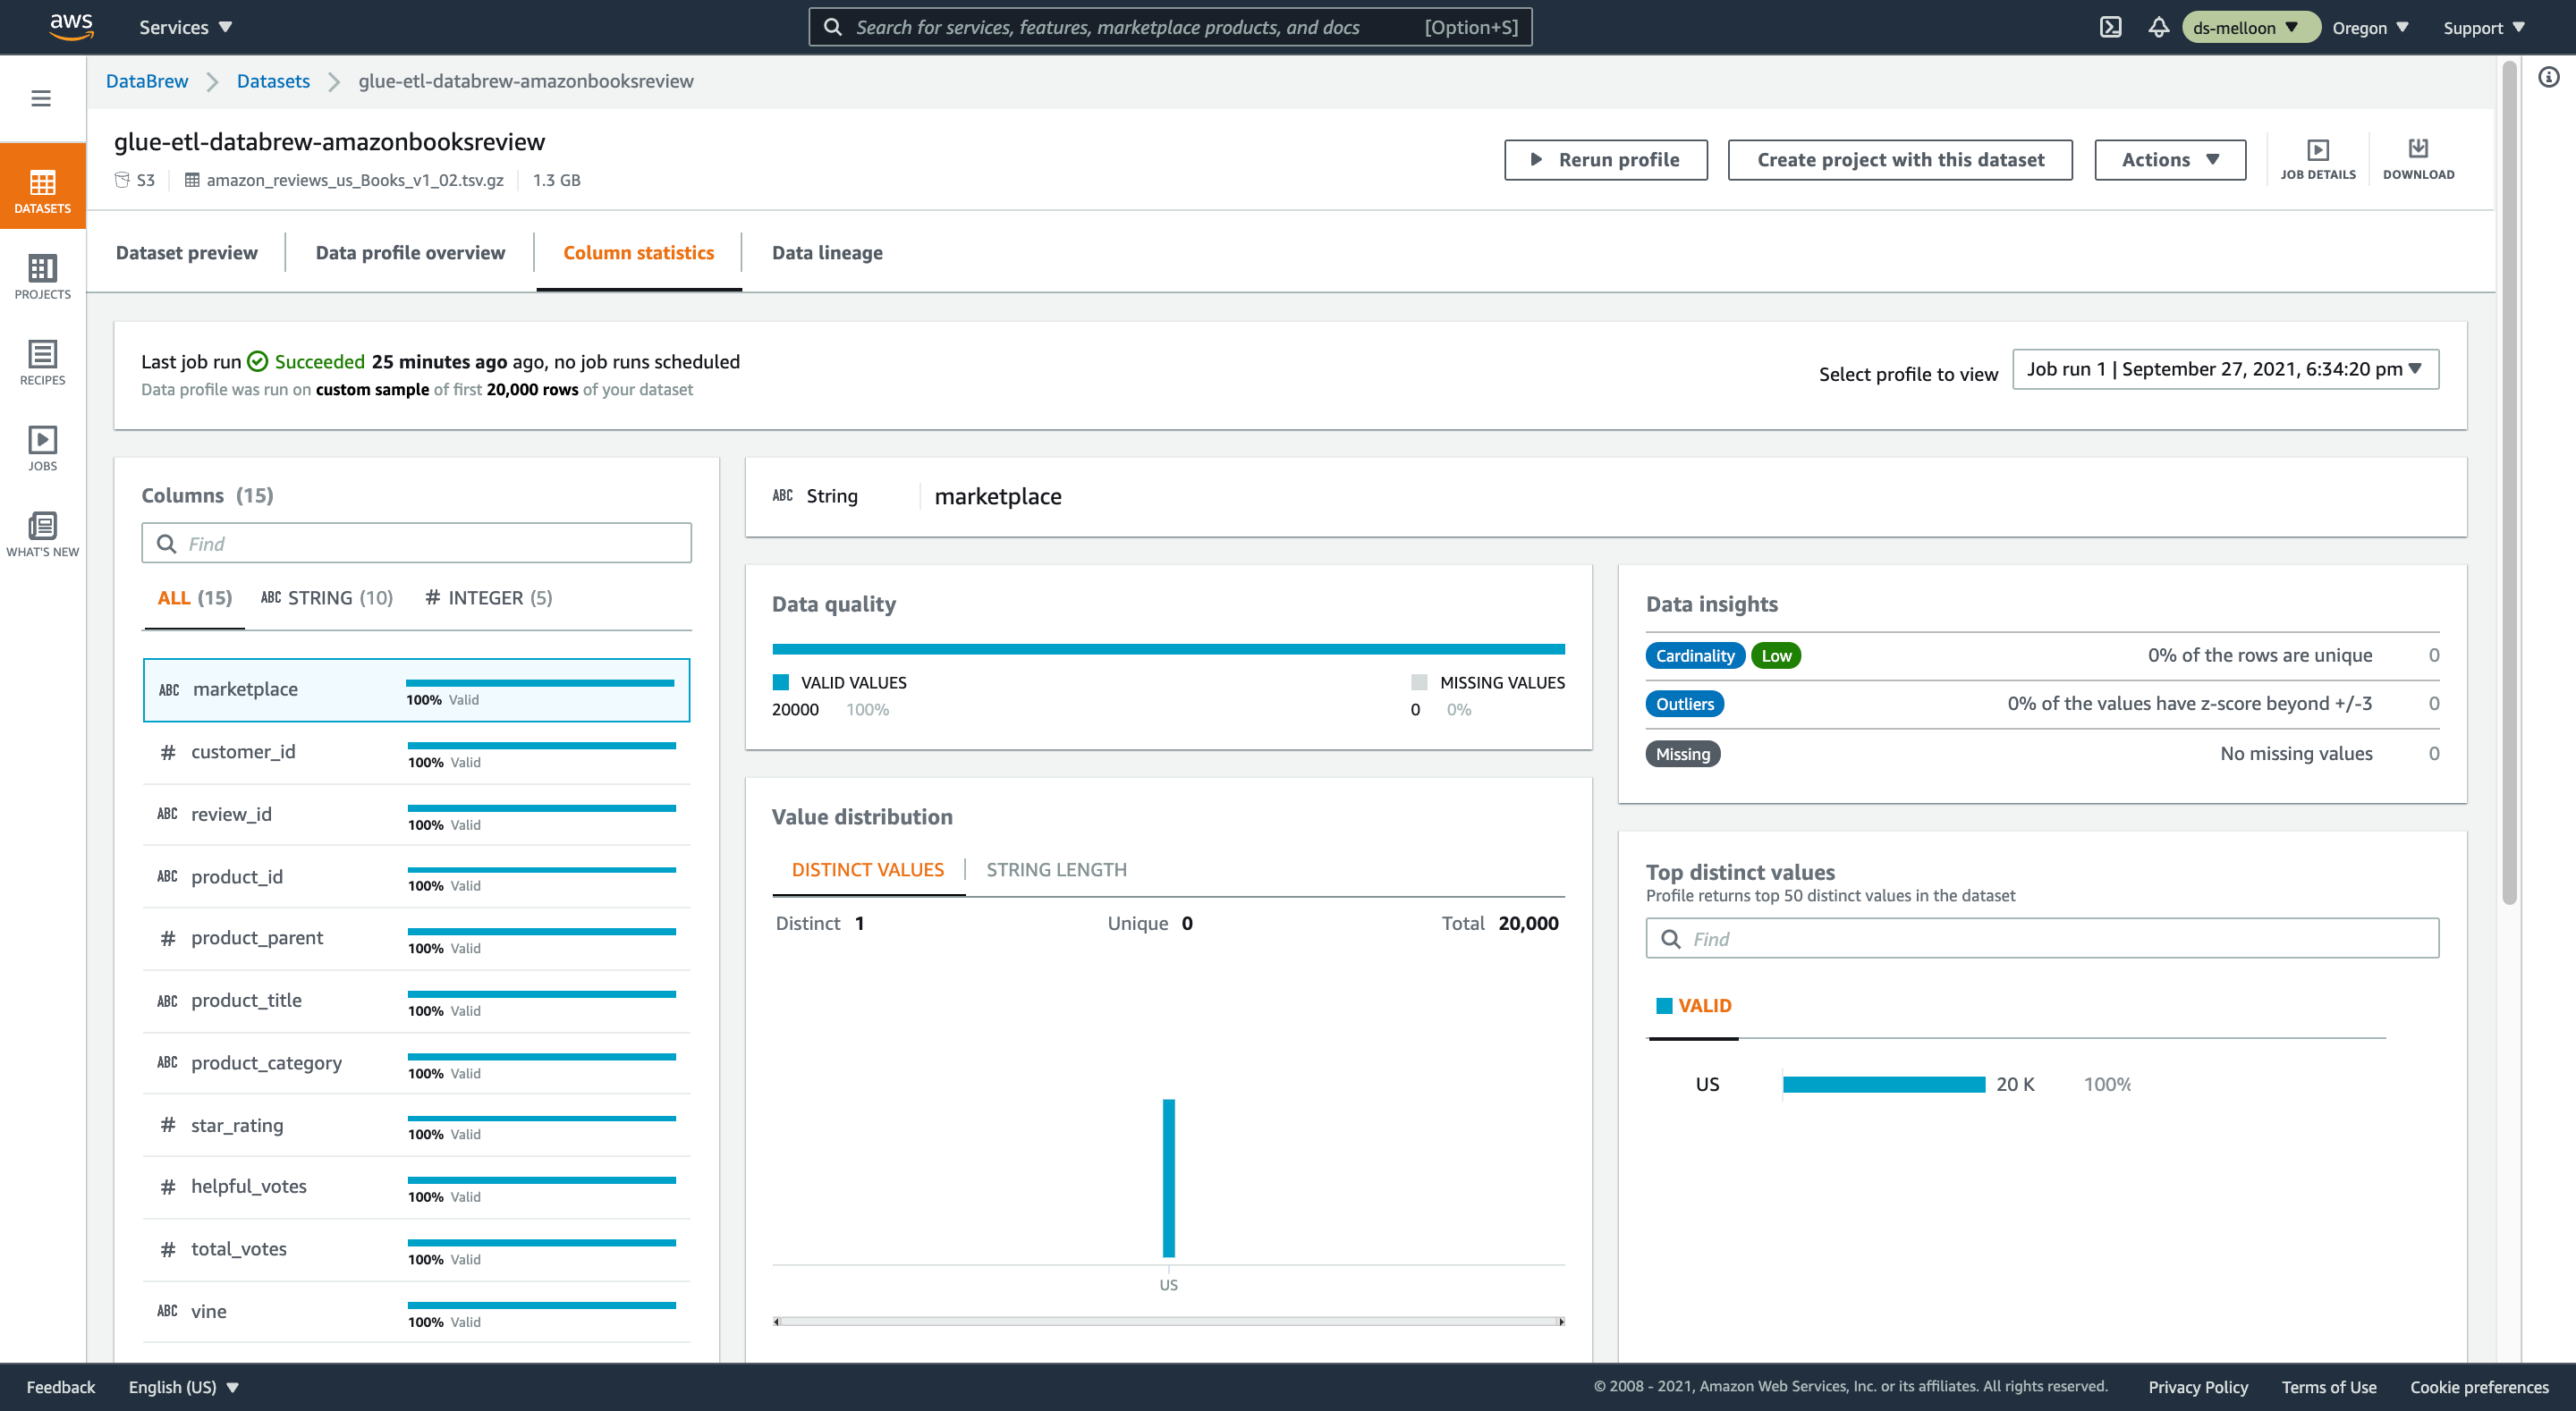 aws
Services
Search for services, features, marketplace products, and docs [Option+S]
ds-melloon
Oregon
Support
DataBrew
Datasets
glue-etl-databrew-amazonbooksreview
glue-etl-databrew-amazonbooksreview
S3
amazon_reviews_us_Books_v1_02.tsv.gz
1.3 GB
Rerun profile
Create project with this dataset
Actions
JOB DETAILS
DOWNLOAD
DATASETS
PROJECTS
RECIPES
JOBS
WHAT'S NEW
Dataset preview
Data profile overview
Column statistics
Data lineage
Last job run Succeeded 25 minutes ago ago, no job runs scheduled
Data profile was run on custom sample of first 20,000 rows of your dataset
Select profile to view
Job run 1 | September 27, 2021, 6:34:20 pm
Columns (15)
Find
ALL (15)
ABC STRING (10)
# INTEGER (5)
ABC marketplace
100% Valid
# customer_id
100% Valid
ABC review_id
100% Valid
ABC product_id
100% Valid
# product_parent
100% Valid
ABC product_title
100% Valid
ABC product_category
100% Valid
# star_rating
100% Valid
# helpful_votes
100% Valid
# total_votes
100% Valid
ABC vine
100% Valid
ABC String
marketplace
Data quality
VALID VALUES
20000 100%
MISSING VALUES
0 0%
Value distribution
DISTINCT VALUES
STRING LENGTH
Distinct 1
Unique 0
Total 20,000
US
Data insights
Cardinality Low 0% of the rows are unique 0
Outliers 0% of the values have z-score beyond +/-3 0
Missing No missing values 0
Top distinct values
Profile returns top 50 distinct values in the dataset
Find
VALID
US 20 K 100%
Feedback
English (US)
© 2008 - 2021, Amazon Web Services, Inc. or its affiliates. All rights reserved.
Privacy Policy
Terms of Use
Cookie preferences